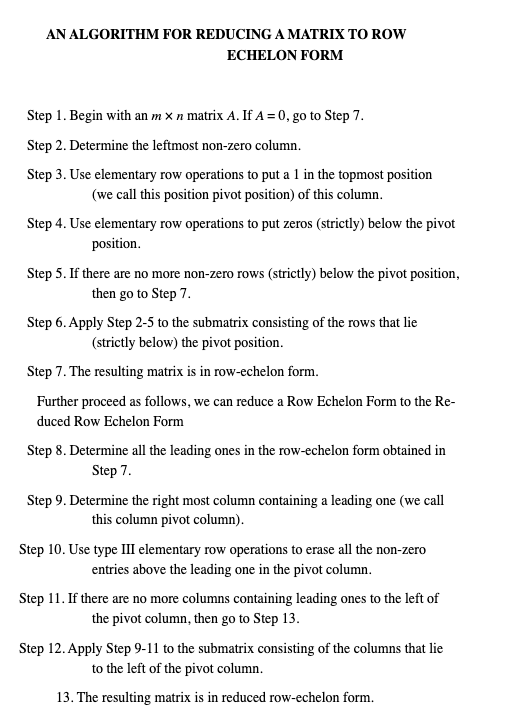 AN ALGORITHM FOR REDUCING A MATRIX TO ROW
ECHELON FORM
Step 1. Begin with an m × n matrix A. If A = 0, go to Step 7.
Step 2. Determine the leftmost non-zero column.
Step 3. Use elementary row operations to put a 1 in the topmost position
(we call this position pivot position) of this column.
Step 4. Use elementary row operations to put zeros (strictly) below the pivot
position.
Step 5. If there are no more non-zero rows (strictly) below the pivot position,
then go to Step 7.
Step 6. Apply Step 2-5 to the submatrix consisting of the rows that lie
(strictly below) the pivot position.
Step 7. The resulting matrix is in row-echelon form.
Further proceed as follows, we can reduce a Row Echelon Form to the Re-
duced Row Echelon Form
Step 8. Determine all the leading ones in the row-echelon form obtained in
Step 7.
Step 9. Determine the right most column containing a leading one (we call
this column pivot column).
Step 10. Use type III elementary row operations to erase all the non-zero
entries above the leading one in the pivot column.
Step 11. If there are no more columns containing leading ones to the left of
the pivot column, then go to Step 13.
Step 12. Apply Step 9-11 to the submatrix consisting of the columns that lie
to the left of the pivot column.
13. The resulting matrix is in reduced row-echelon form.